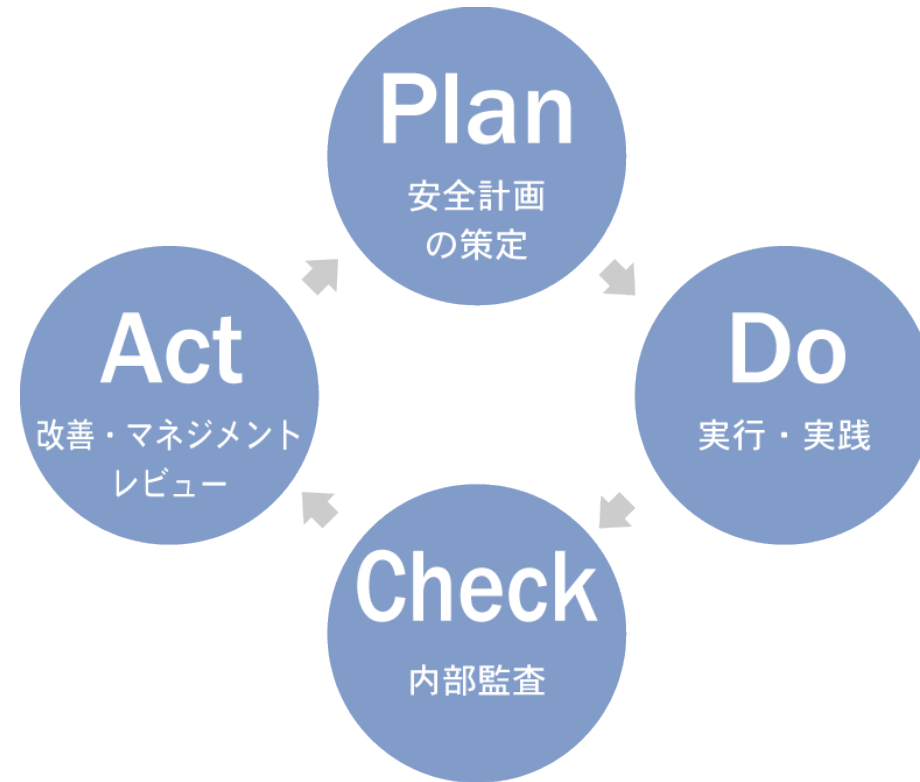 Plan
安全計画
の策定
Do
実行・実践
Check
内部監査
Act
改善・マネジメント
レビュー